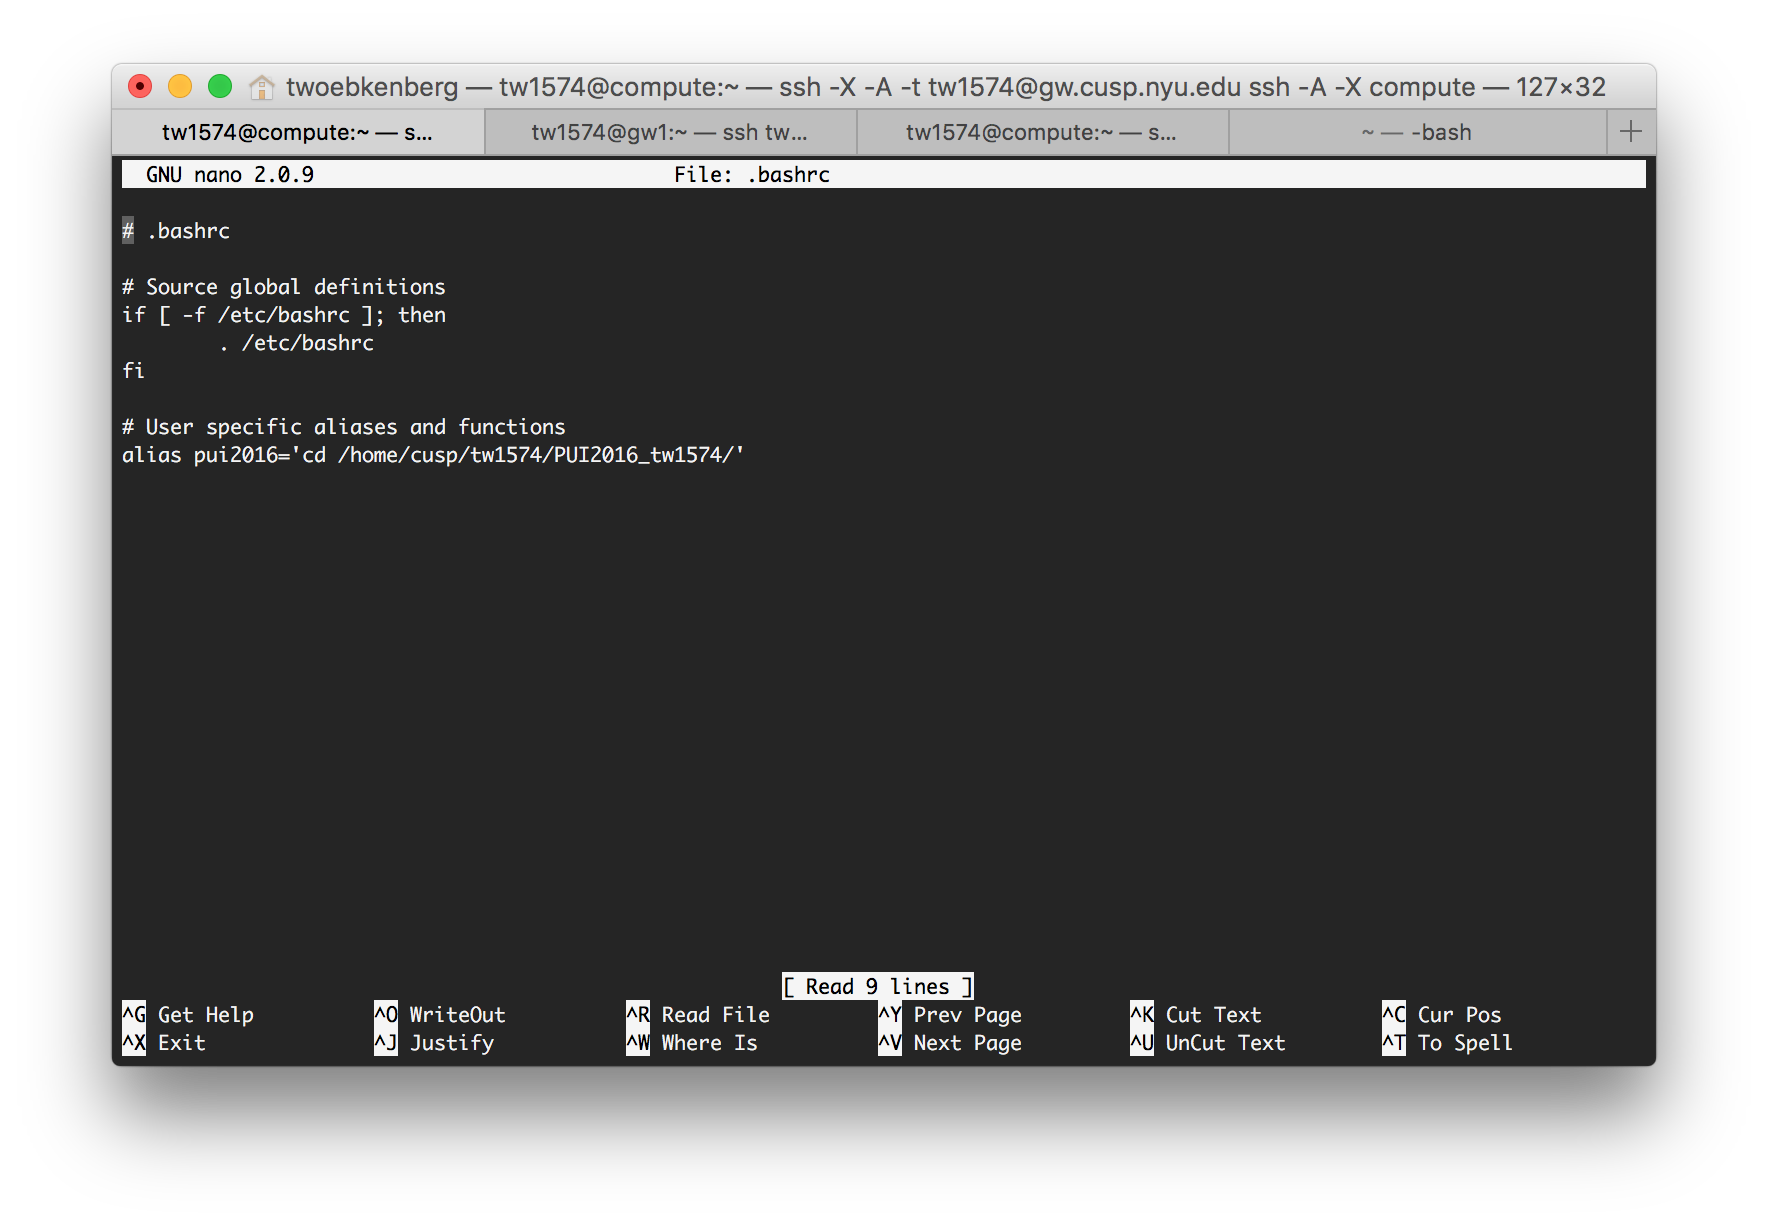 twoebkenberg — tw1574@compute:~ — ssh -X -A -t tw1574@gw.cusp.nyu.edu ssh -A -X compute — 127×32
tw1574@compute:~ — s... tw1574@gw1:~ — ssh tw... tw1574@compute:~ — s... ~ — -bash +
GNU nano 2.0.9 File: .bashrc
# .bashrc
# Source global definitions
if [ -f /etc/bashrc ]; then
. /etc/bashrc
fi
# User specific aliases and functions
alias pui2016='cd /home/cusp/tw1574/PUI2016_tw1574/'
[ Read 9 lines ]
^G Get Help ^O WriteOut ^R Read File ^Y Prev Page ^K Cut Text ^C Cur Pos
^X Exit ^J Justify ^W Where Is ^V Next Page ^U UnCut Text ^T To Spell